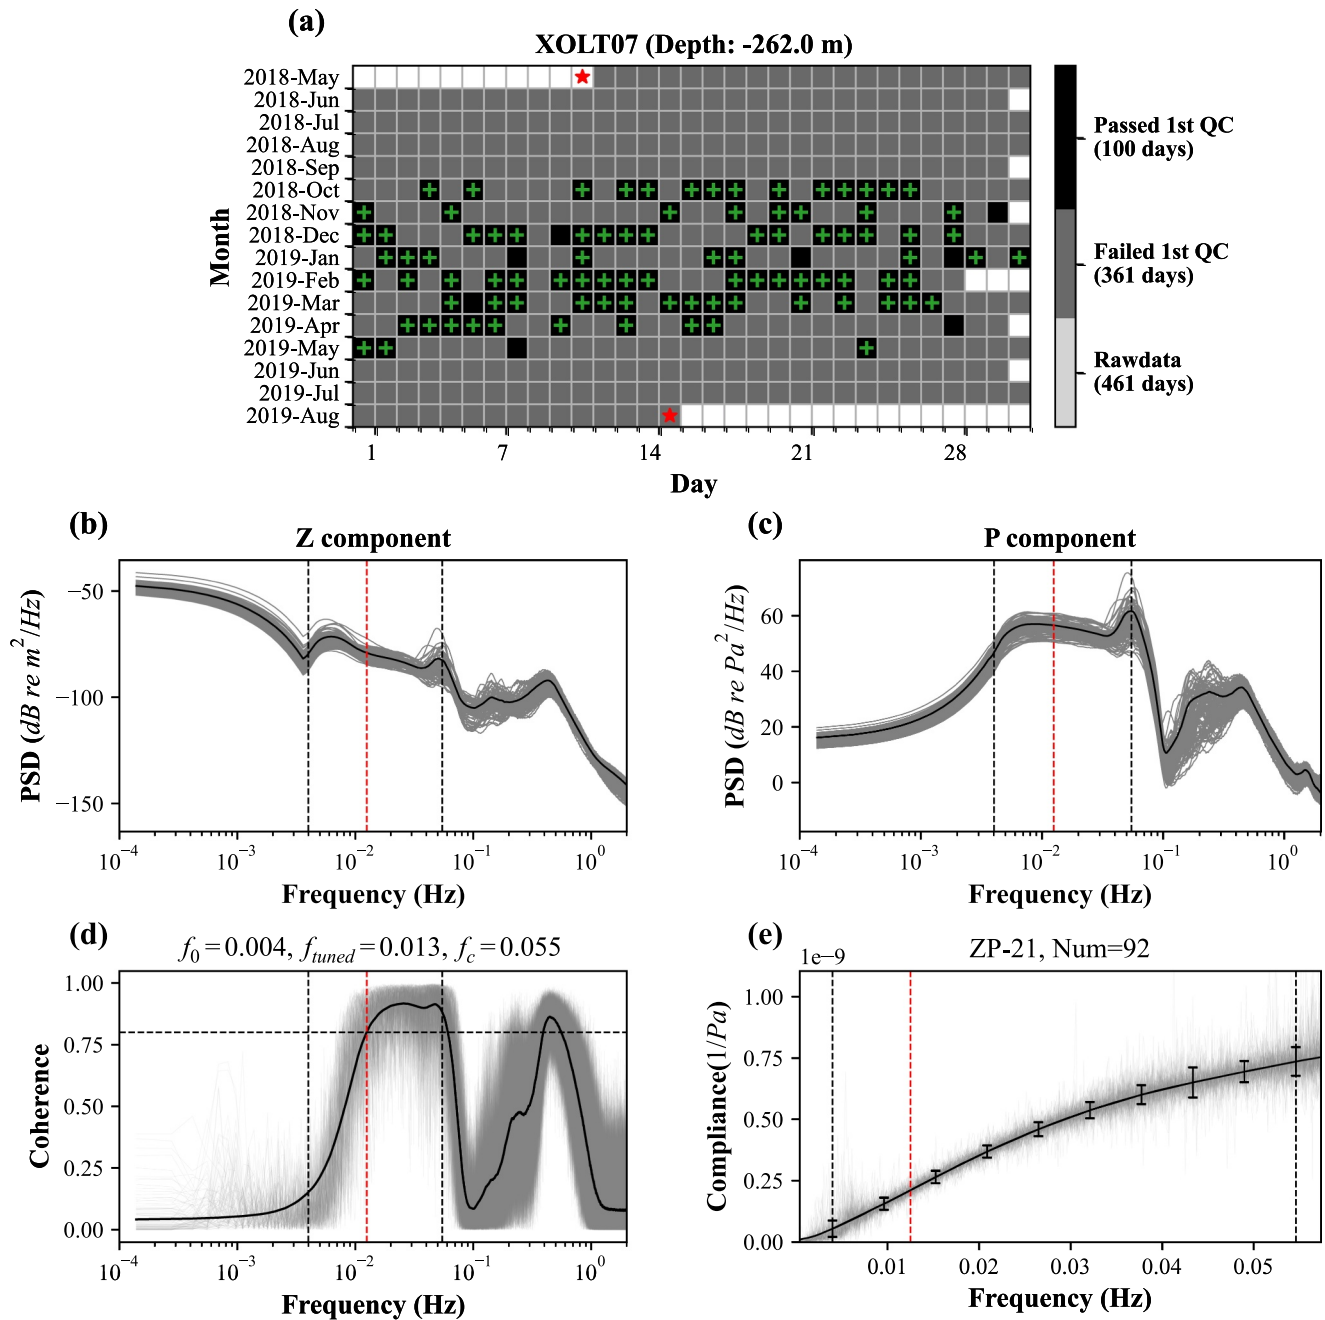 (a)
XOLT07 (Depth: -262.0 m)
Month
2018-May
2018-Jun
2018-Jul
2018-Aug
2018-Sep
2018-Oct
2018-Nov
2018-Dec
2019-Jan
2019-Feb
2019-Mar
2019-Apr
2019-May
2019-Jun
2019-Jul
2019-Aug
1 7 14 21 28
Day
Passed 1st QC
(100 days)
Failed 1st QC
(361 days)
Rawdata
(461 days)
(b)
Z component
PSD (dB re m²/Hz)
−50
−100
−150
10⁻⁴ 10⁻³ 10⁻² 10⁻¹ 10⁰
Frequency (Hz)
(c)
P component
PSD (dB re Pa²/Hz)
60
40
20
0
10⁻⁴ 10⁻³ 10⁻² 10⁻¹ 10⁰
Frequency (Hz)
(d)
f₀ = 0.004, f_tuned = 0.013, f_c = 0.055
Coherence
1.00
0.75
0.50
0.25
0.00
10⁻⁴ 10⁻³ 10⁻² 10⁻¹ 10⁰
Frequency (Hz)
(e)
1e−9
ZP−21, Num=92
Compliance(1/Pa)
1.00
0.75
0.50
0.25
0.00
0.01 0.02 0.03 0.04 0.05
Frequency (Hz)